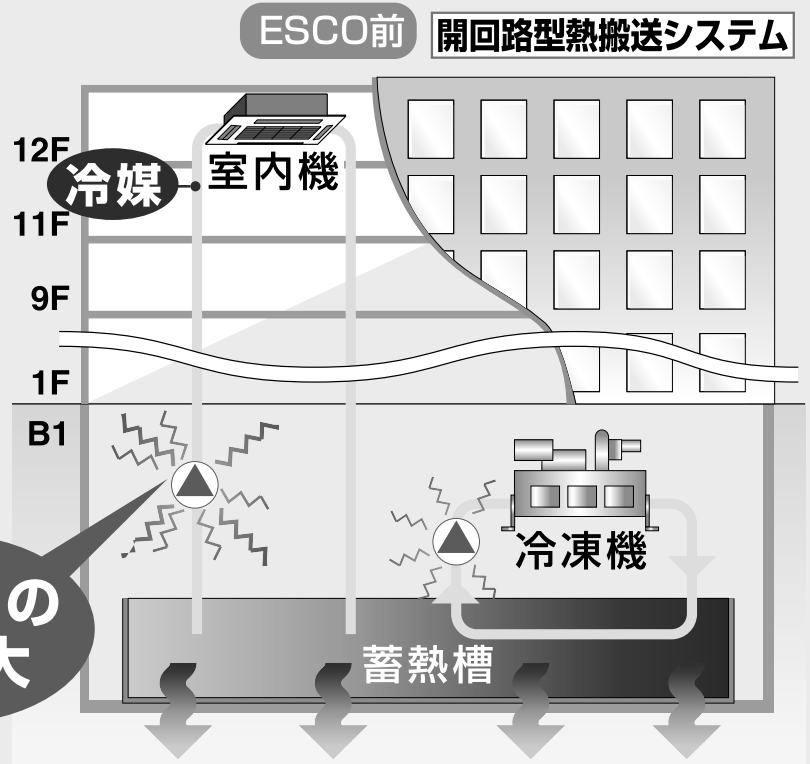 ESCO前
開回路型熱搬送システム
12F
室内機
冷媒
11F
9F
1F
B1
冷凍機
の
大
蓄熱槽